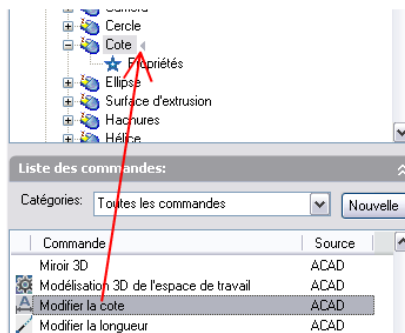 Caméra
Cercle
Cote
Propriétés
Ellipse
Surface d'extrusion
Hachures
Hélice
Liste des commandes:
Catégories: Toutes les commandes Nouvelle
Commande Source
Miroir 3D ACAD
Modélisation 3D de l'espace de travail ACAD
Modifier la cote ACAD
Modifier la longueur ACAD